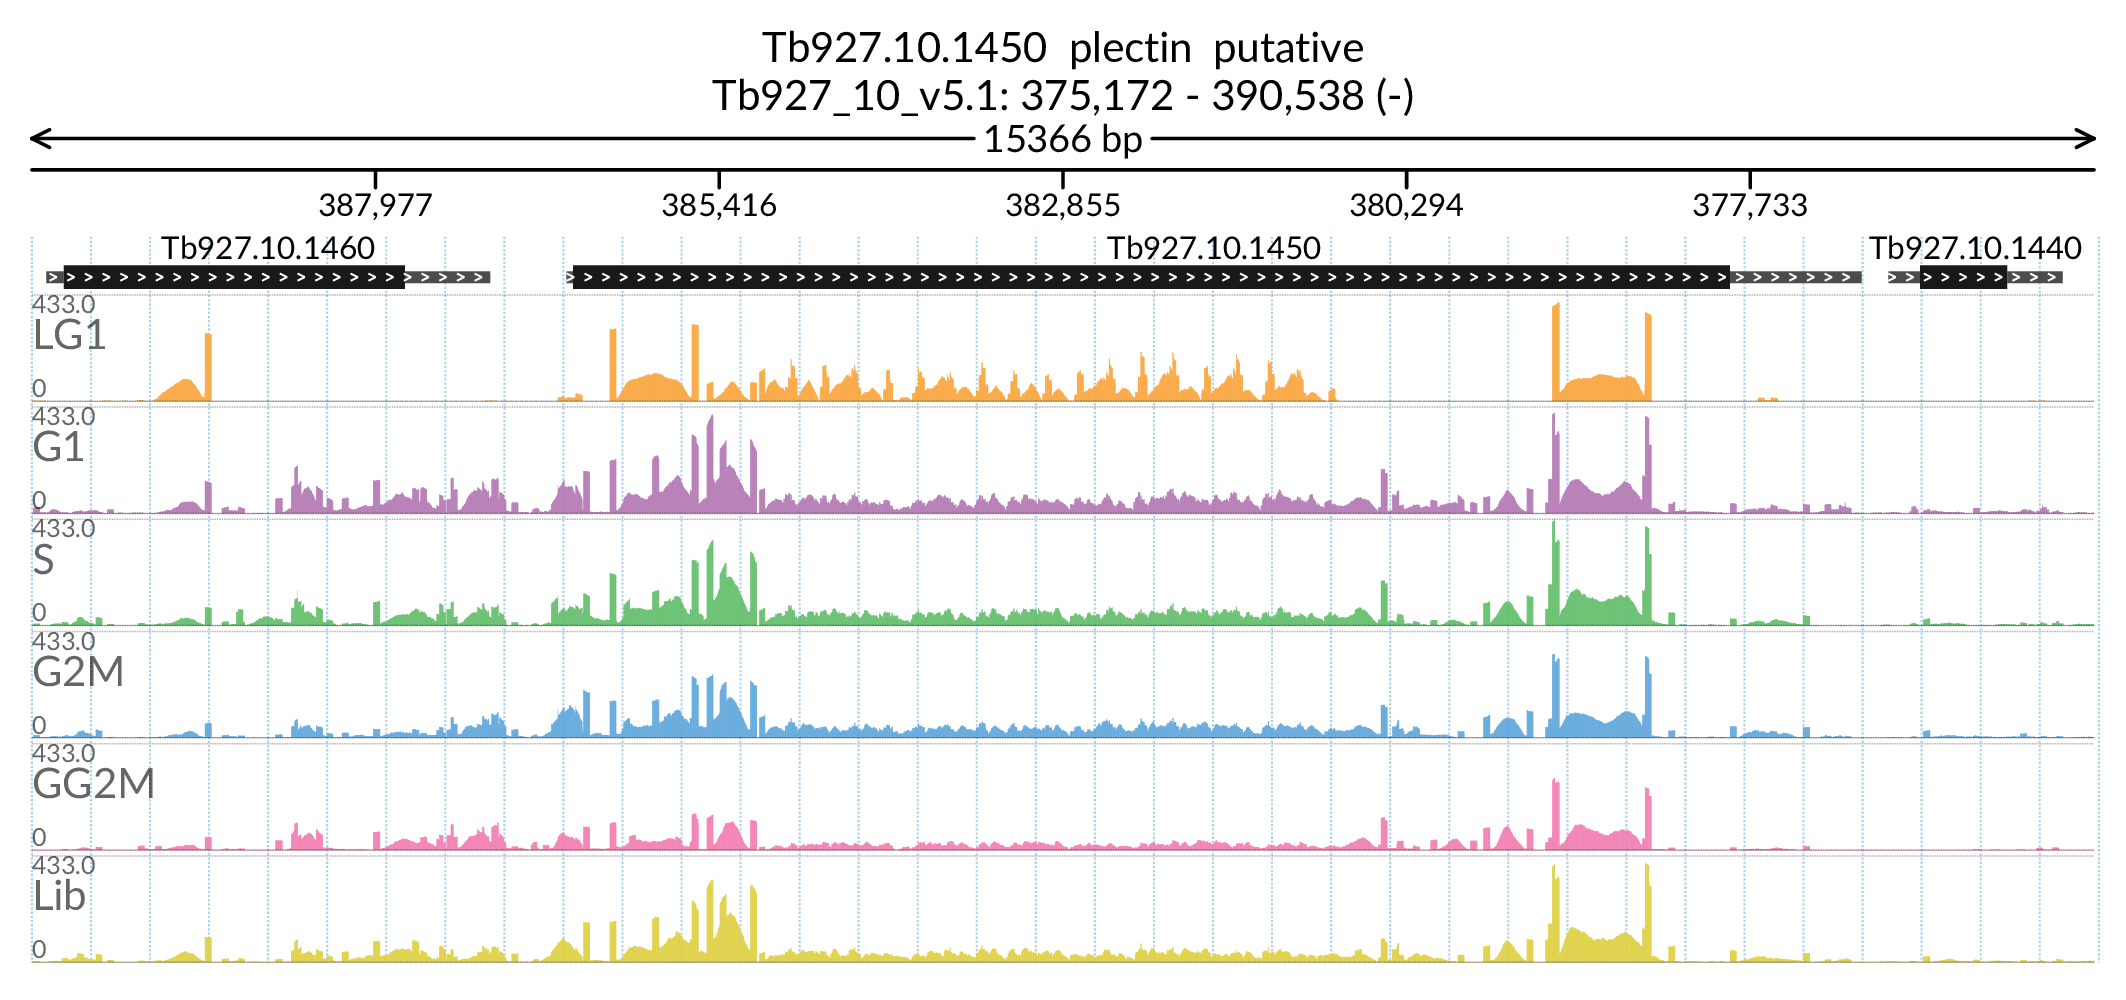 Tb927.10.1450 plectin putative
Tb927_10_v5.1: 375,172 - 390,538 (-)
15366 bp
387,977 385,416 382,855 380,294 377,733
Tb927.10.1460 Tb927.10.1450 Tb927.10.1440
433.0
LG1
0
433.0
G1
0
433.0
S
0
433.0
G2M
0
433.0
GG2M
0
433.0
Lib
0